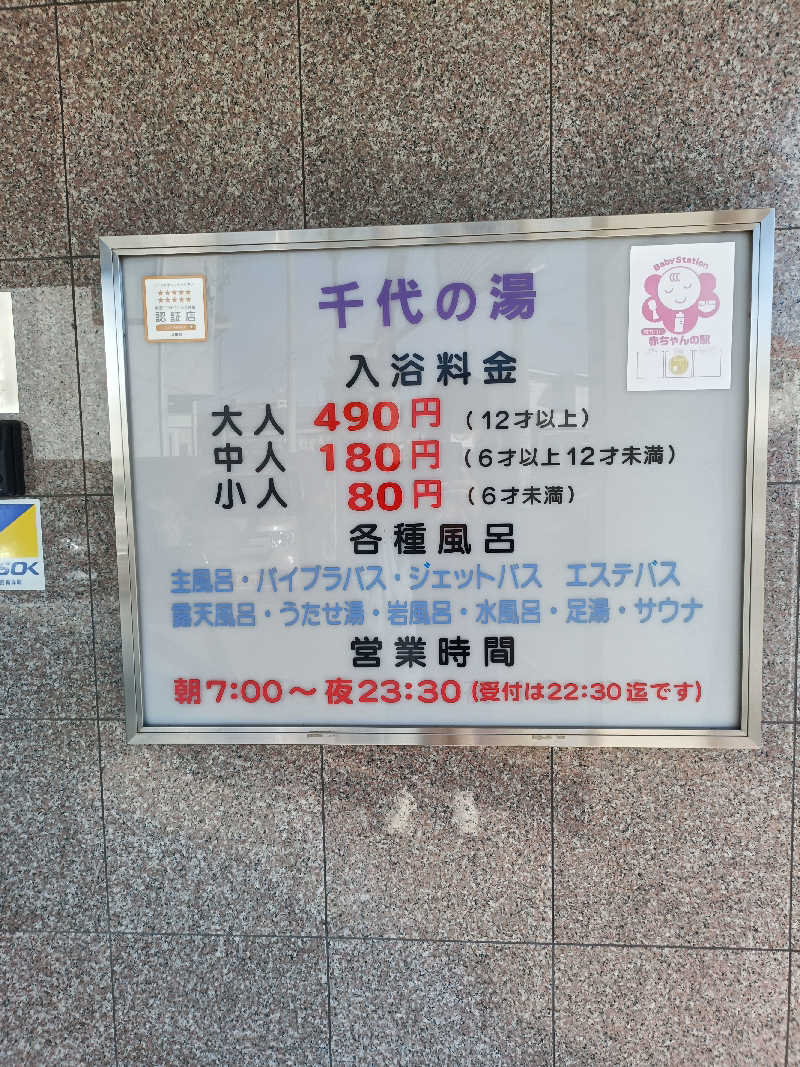 千代の湯
入浴料金
大人 490円 (12才以上)
中人 180円 (6才以上12才未満)
小人 80円 (6才未満)
各種風呂
主風呂・バイブラバス・ジェットバス エステバス
露天風呂・うたせ湯・岩風呂・水風呂・足湯・サウナ
営業時間
朝7:00～夜23:30 (受付は22:30迄です)
★★★★★
★★★★★
認証店
Baby Station
赤ちゃんの駅
SOK